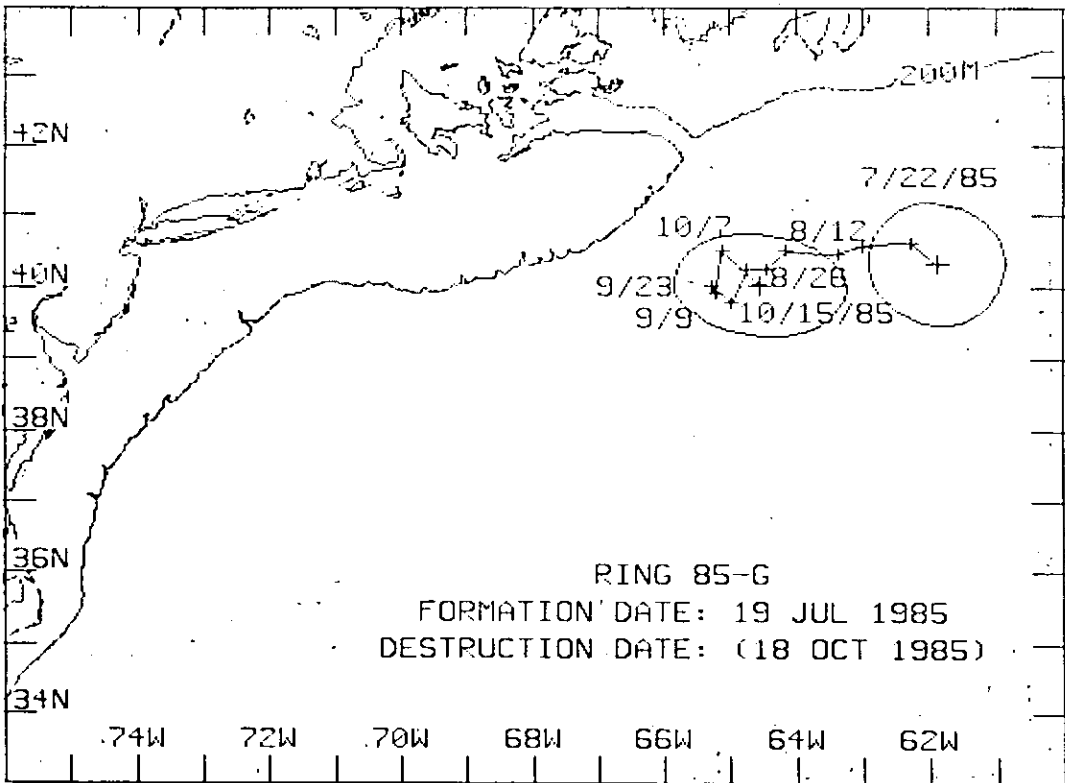 200M
42N
7/22/85
10/7
8/12
40N
9/23
8/28
9/9
10/15/85
38N
36N
RING 85-G
FORMATION DATE: 19 JUL 1985
DESTRUCTION DATE: (18 OCT 1985)
34N
74W 72W 70W 68W 66W 64W 62W